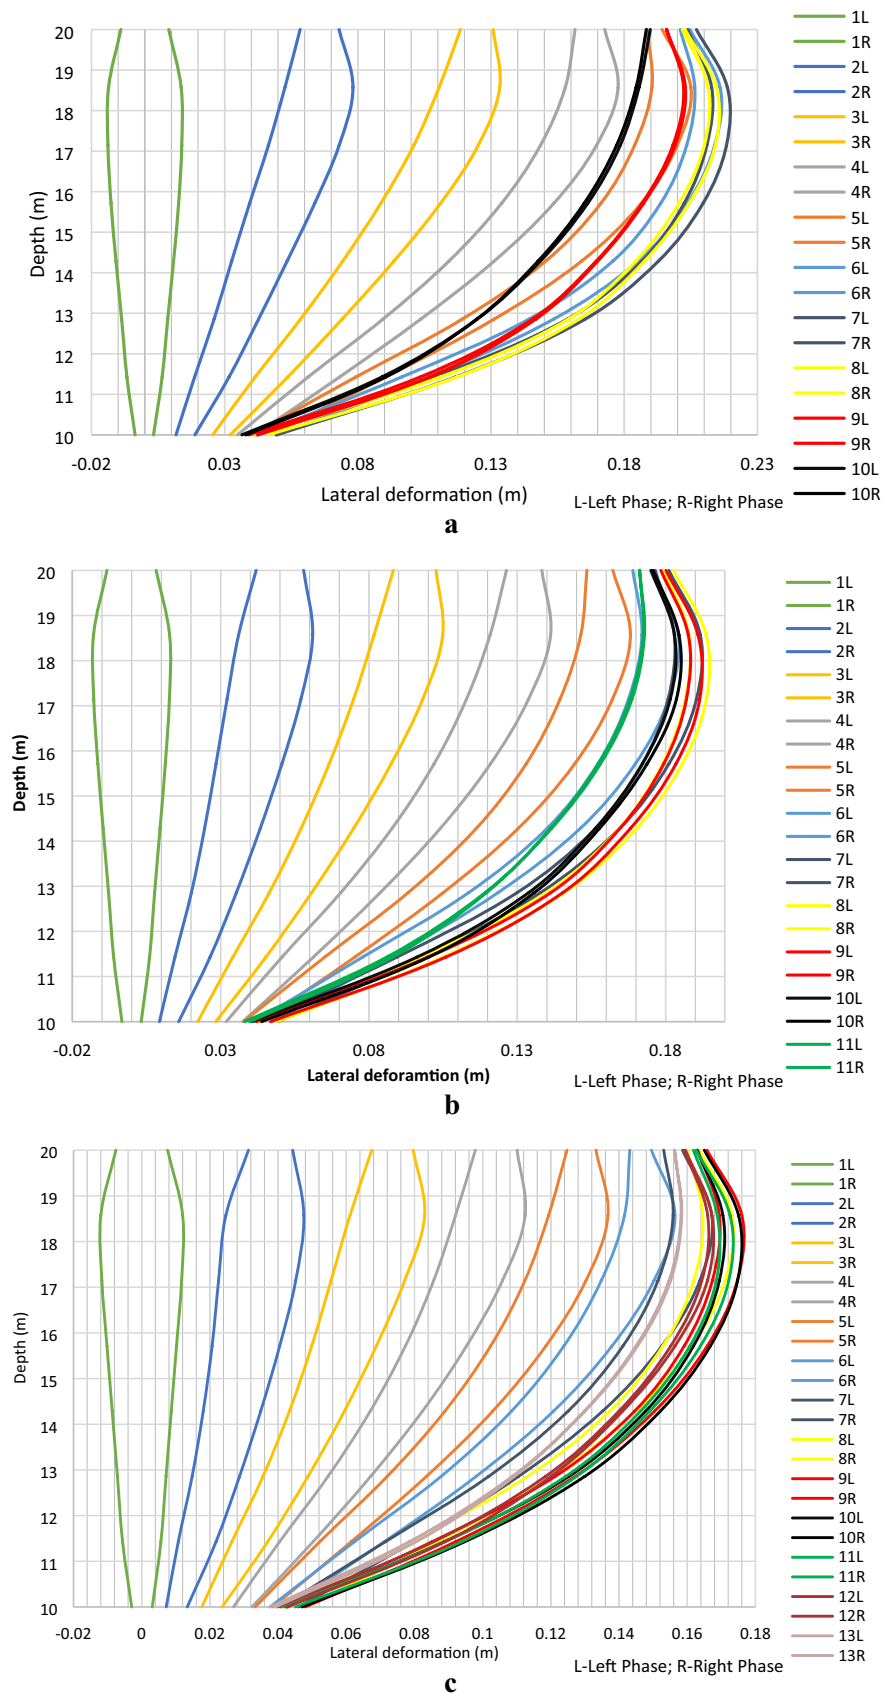 20
19
18
17
16
15
14
13
12
11
10
Depth (m)
-0.02 0.03 0.08 0.13 0.18 0.23
Lateral deformation (m)
L-Left Phase; R-Right Phase
1L
1R
2L
2R
3L
3R
4L
4R
5L
5R
6L
6R
7L
7R
8L
8R
9L
9R
10L
10R
a
20
19
18
17
16
15
14
13
12
11
10
Depth (m)
-0.02 0.03 0.08 0.13 0.18
Lateral deforamtion (m)
L-Left Phase; R-Right Phase
1L
1R
2L
2R
3L
3R
4L
4R
5L
5R
6L
6R
7L
7R
8L
8R
9L
9R
10L
10R
11L
11R
b
20
19
18
17
16
15
14
13
12
11
10
Depth (m)
-0.02 0 0.02 0.04 0.06 0.08 0.1 0.12 0.14 0.16 0.18
Lateral deformation (m)
L-Left Phase; R-Right Phase
1L
1R
2L
2R
3L
3R
4L
4R
5L
5R
6L
6R
7L
7R
8L
8R
9L
9R
10L
10R
11L
11R
12L
12R
13L
13R
c